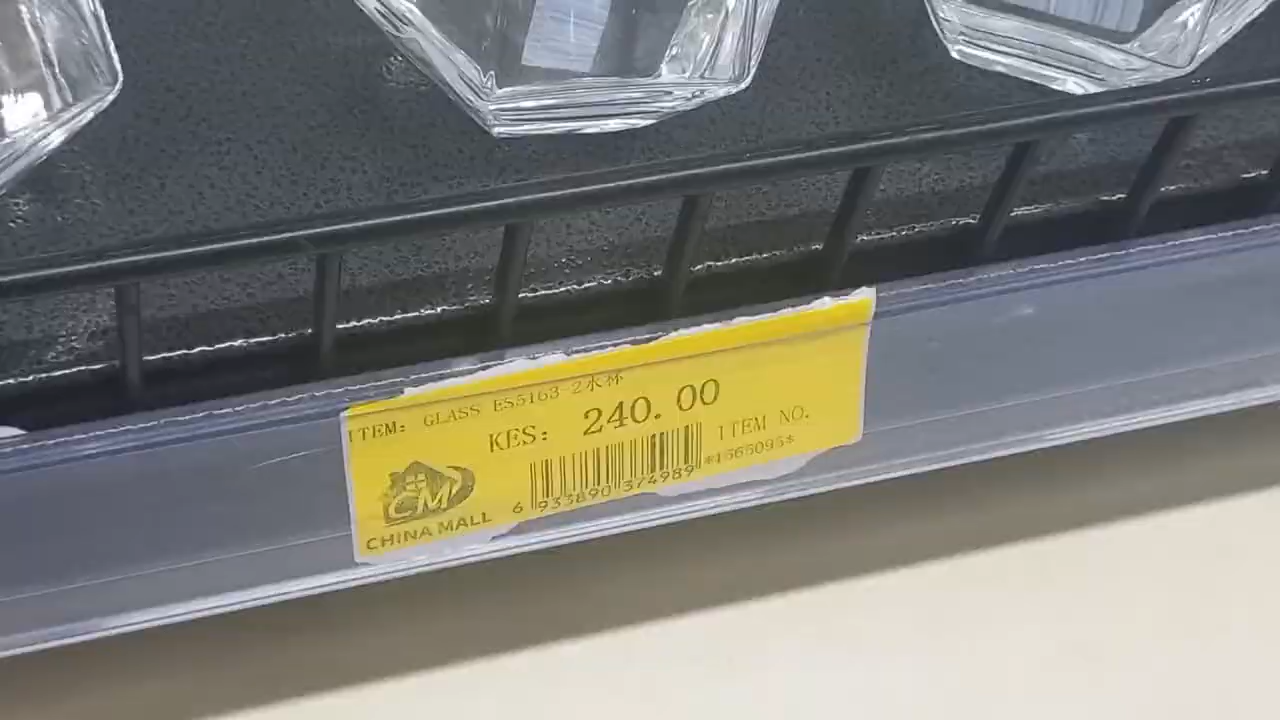 ITEM: GLASS ES5163-2水杯
KES: 240.00
ITEM NO.
*1565095*
6 933890 374989
CM
CHINA MALL